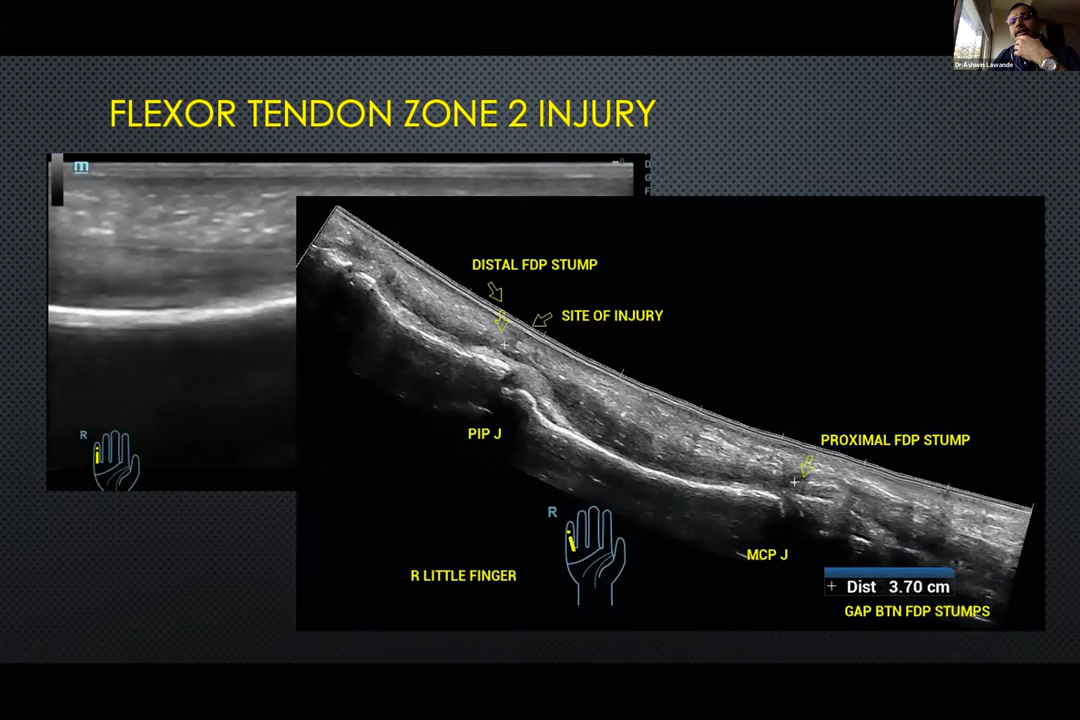 Dr Ashwin Lawande
FLEXOR TENDON ZONE 2 INJURY
m
D
G
F
DISTAL FDP STUMP
SITE OF INJURY
PIP J
PROXIMAL FDP STUMP
R
R
MCP J
R LITTLE FINGER
+ Dist 3.70 cm
GAP BTN FDP STUMPS